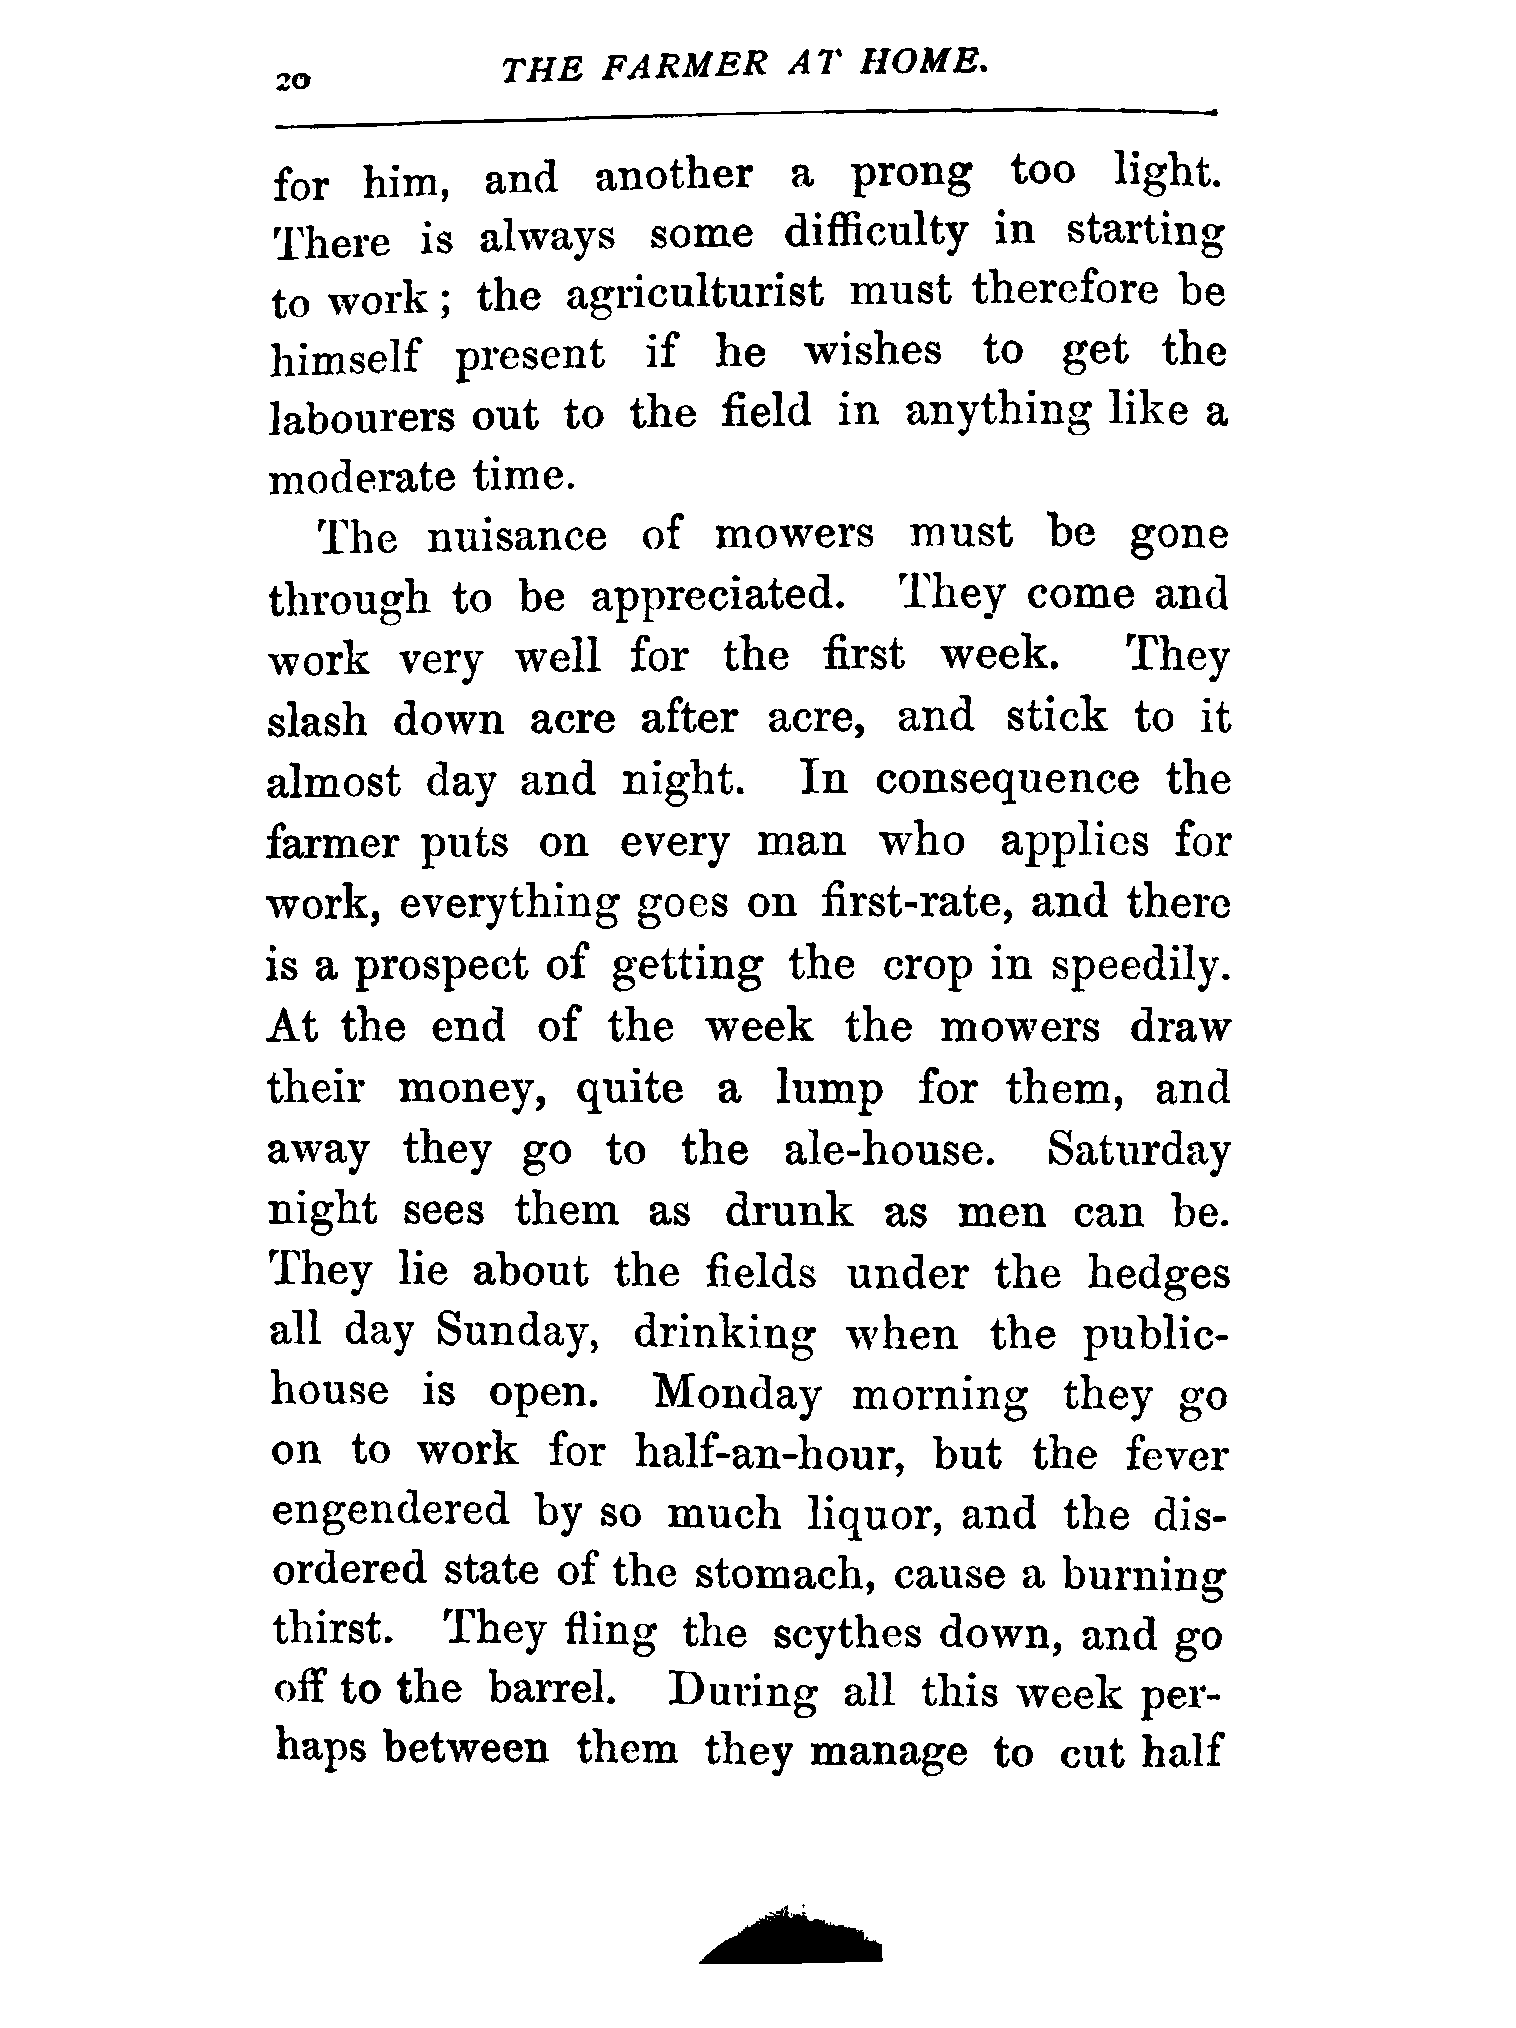 20
THE FARMER AT HOME.
for him, and another a prong too light.
There is always some difficulty in starting
to work; the agriculturist must therefore be
himself present if he wishes to get the
labourers out to the field in anything like a
moderate time.
The nuisance of mowers must be gone
through to be appreciated. They come and
work very well for the first week. They
slash down acre after acre, and stick to it
almost day and night. In consequence the
farmer puts on every man who applies for
work, everything goes on first-rate, and there
is a prospect of getting the crop in speedily.
At the end of the week the mowers draw
their money, quite a lump for them, and
away they go to the ale-house. Saturday
night sees them as drunk as men can be.
They lie about the fields under the hedges
all day Sunday, drinking when the public-
house is open. Monday morning they go
on to work for half-an-hour, but the fever
engendered by so much liquor, and the dis-
ordered state of the stomach, cause a burning
thirst. They fling the scythes down, and go
off to the barrel. During all this week per-
haps between them they manage to cut half